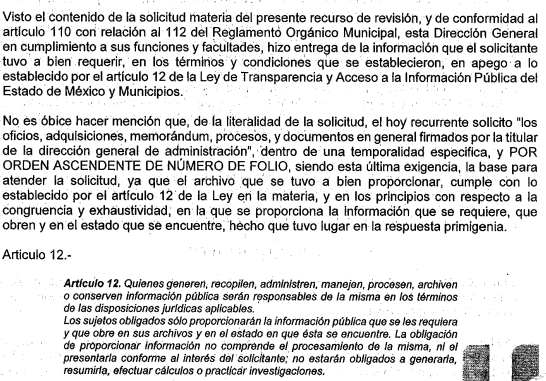 Visto el contenido de la solicitud materia del presente recurso de revisión, y de conformidad al
artículo 110 con relación al 112 del Reglamento Orgánico Municipal, esta Dirección General
en cumplimiento a sus funciones y facultades, hizo entrega de la información que el solicitante
tuvo a bien requerir, en los términos y condiciones que se establecieron, en apego a lo
establecido por el artículo 12 de la Ley de Transparencia y Acceso a la Información Pública del
Estado de México y Municipios.
No es óbice hacer mención que, de la literalidad de la solicitud, el hoy recurrente solicito "los
oficios, adquisiciones, memorándum, procesos, y documentos en general firmados por la titular
de la dirección general de administración", dentro de una temporalidad especifica, y POR
ORDEN ASCENDENTE DE NÚMERO DE FOLIO, siendo esta última exigencia, la base para
atender la solicitud, ya que el archivo que se tuvo a bien proporcionar, cumple con lo
establecido por el artículo 12 de la Ley en la materia, y en los principios con respecto a la
congruencia y exhaustividad, en la que se proporciona la información que se requiere, que
obren y en el estado que se encuentre, hecho que tuvo lugar en la respuesta primigenia.
Articulo 12.-
Artículo 12. Quienes generen, recopilen, administren, manejen, procesen, archiven
o conserven información pública serán responsables de la misma en los términos
de las disposiciones jurídicas aplicables.
Los sujetos obligados sólo proporcionarán la información pública que se les requiera
y que obre en sus archivos y en el estado en que ésta se encuentre. La obligación
de proporcionar información no comprende el procesamiento de la misma, ni el
presentarla conforme al interés del solicitante; no estarán obligados a generarla,
resumirla, efectuar cálculos o practicar investigaciones.